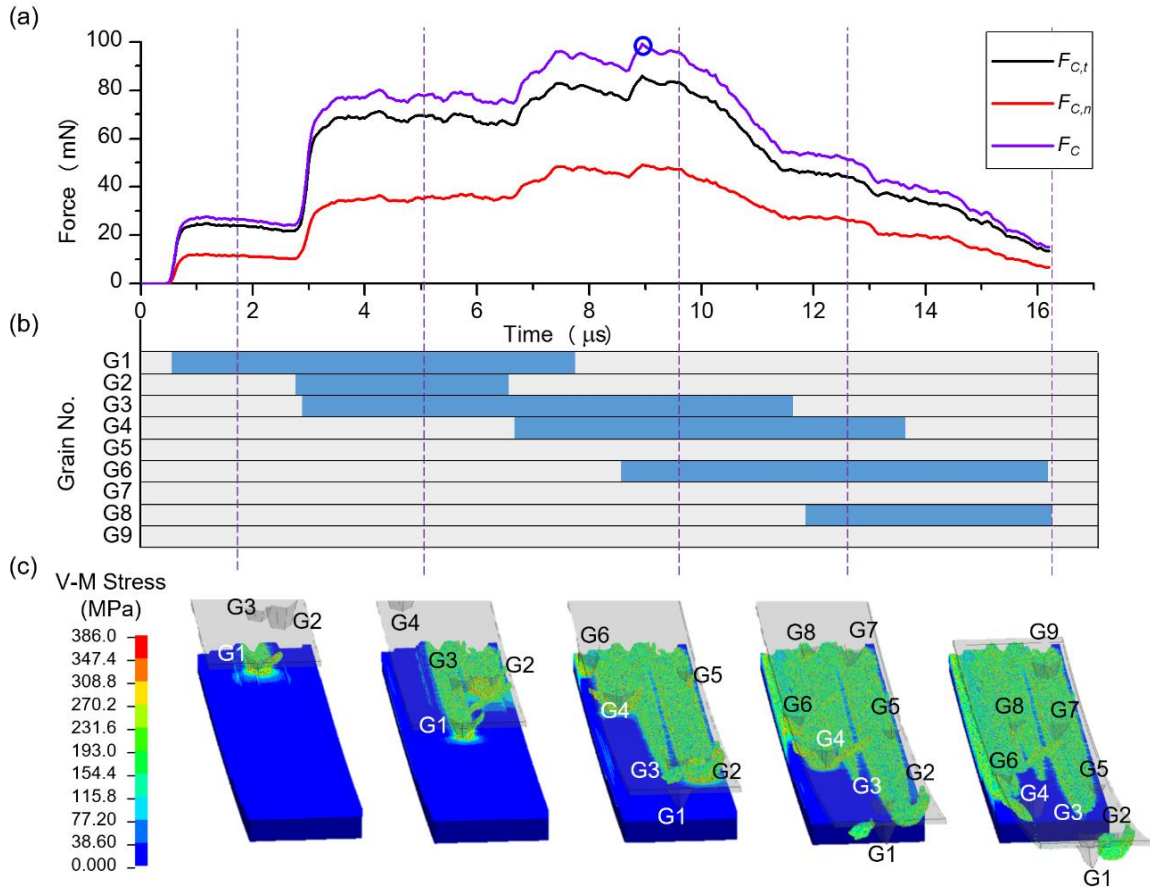 (a)
100
80
60
40
20
0
Force (mN)
F_C,t
F_C,n
F_C
0 2 4 6 8 10 12 14 16
Time (μs)
(b)
Grain No.
G1
G2
G3
G4
G5
G6
G7
G8
G9
(c)
V-M Stress
(MPa)
386.0
347.4
308.8
270.2
231.6
193.0
154.4
115.8
77.20
38.60
0.000
G3 G2
G1
G4
G3 G2
G1
G6
G5
G4
G3 G2
G1
G8 G7
G6 G5
G4
G3 G2
G1
G9
G8 G7
G6 G5
G4 G3
G2
G1